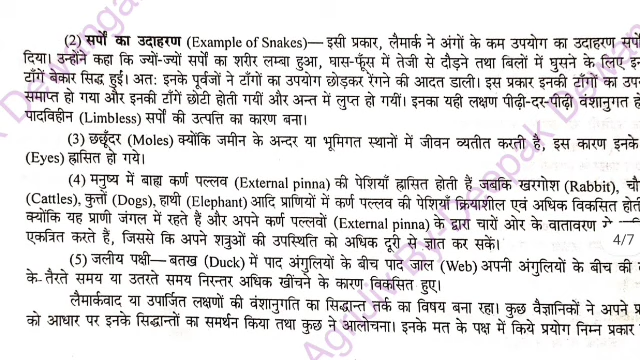 (2) सर्पों का उदाहरण (Example of Snakes)— इसी प्रकार, लैमार्क ने अंगों के कम उपयोग का उदाहरण सर्पों
दिया। उन्होंने कहा कि ज्यों-ज्यों सर्पों का शरीर लम्बा हुआ, घास-फूँस में तेजी से दौड़ने तथा बिलों में घुसने के लिए
टाँगें बेकार सिद्ध हुईं। अत: इनके पूर्वजों ने टाँगों का उपयोग छोड़कर रेंगने की आदत डाली। इस प्रकार इनकी टाँगों का
समाप्त हो गया और इनकी टाँगें छोटी होती गयीं और अन्त में लुप्त हो गयीं। इनका यही लक्षण पीढ़ी-दर-पीढ़ी वंशानुगत
पादविहीन (Limbless) सर्पों की उत्पत्ति का कारण बना।
(3) छछूँदर (Moles) क्योंकि जमीन के अन्दर या भूमिगत स्थानों में जीवन व्यतीत करती है, इस कारण इनके
(Eyes) ह्रासित हो गये।
(4) मनुष्य में बाह्य कर्ण पल्लव (External pinna) की पेशियाँ ह्रासित होती हैं जबकि खरगोश (Rabbit),
(Cattles), कुत्तों (Dogs), हाथी (Elephant) आदि प्राणियों में कर्ण पल्लव की पेशियाँ क्रियाशील एवं अधिक विकसित
क्योंकि यह प्राणी जंगल में रहते हैं और अपने कर्ण पल्लवों (External pinna) के द्वारा चारों ओर के वातावरण
एकत्रित करते हैं, जिससे कि अपने शत्रुओं की उपस्थिति को अधिक दूरी से ज्ञात कर सकें। 4/7
(5) जलीय पक्षी— बतख (Duck) में पाद अंगुलियों के बीच पाद जाल (Web) अपनी अंगुलियों के बीच की
के तैरते समय या उतरते समय निरन्तर अधिक खींचने के कारण विकसित हुए।
लैमार्कवाद या उपार्जित लक्षणों की वंशानुगति का सिद्धान्त तर्क का विषय बना रहा। कुछ वैज्ञानिकों ने अपने
को आधार पर इनके सिद्धान्तों का समर्थन किया तथा कुछ ने आलोचना। इनके मत के पक्ष में किये प्रयोग निम्न प्रकार